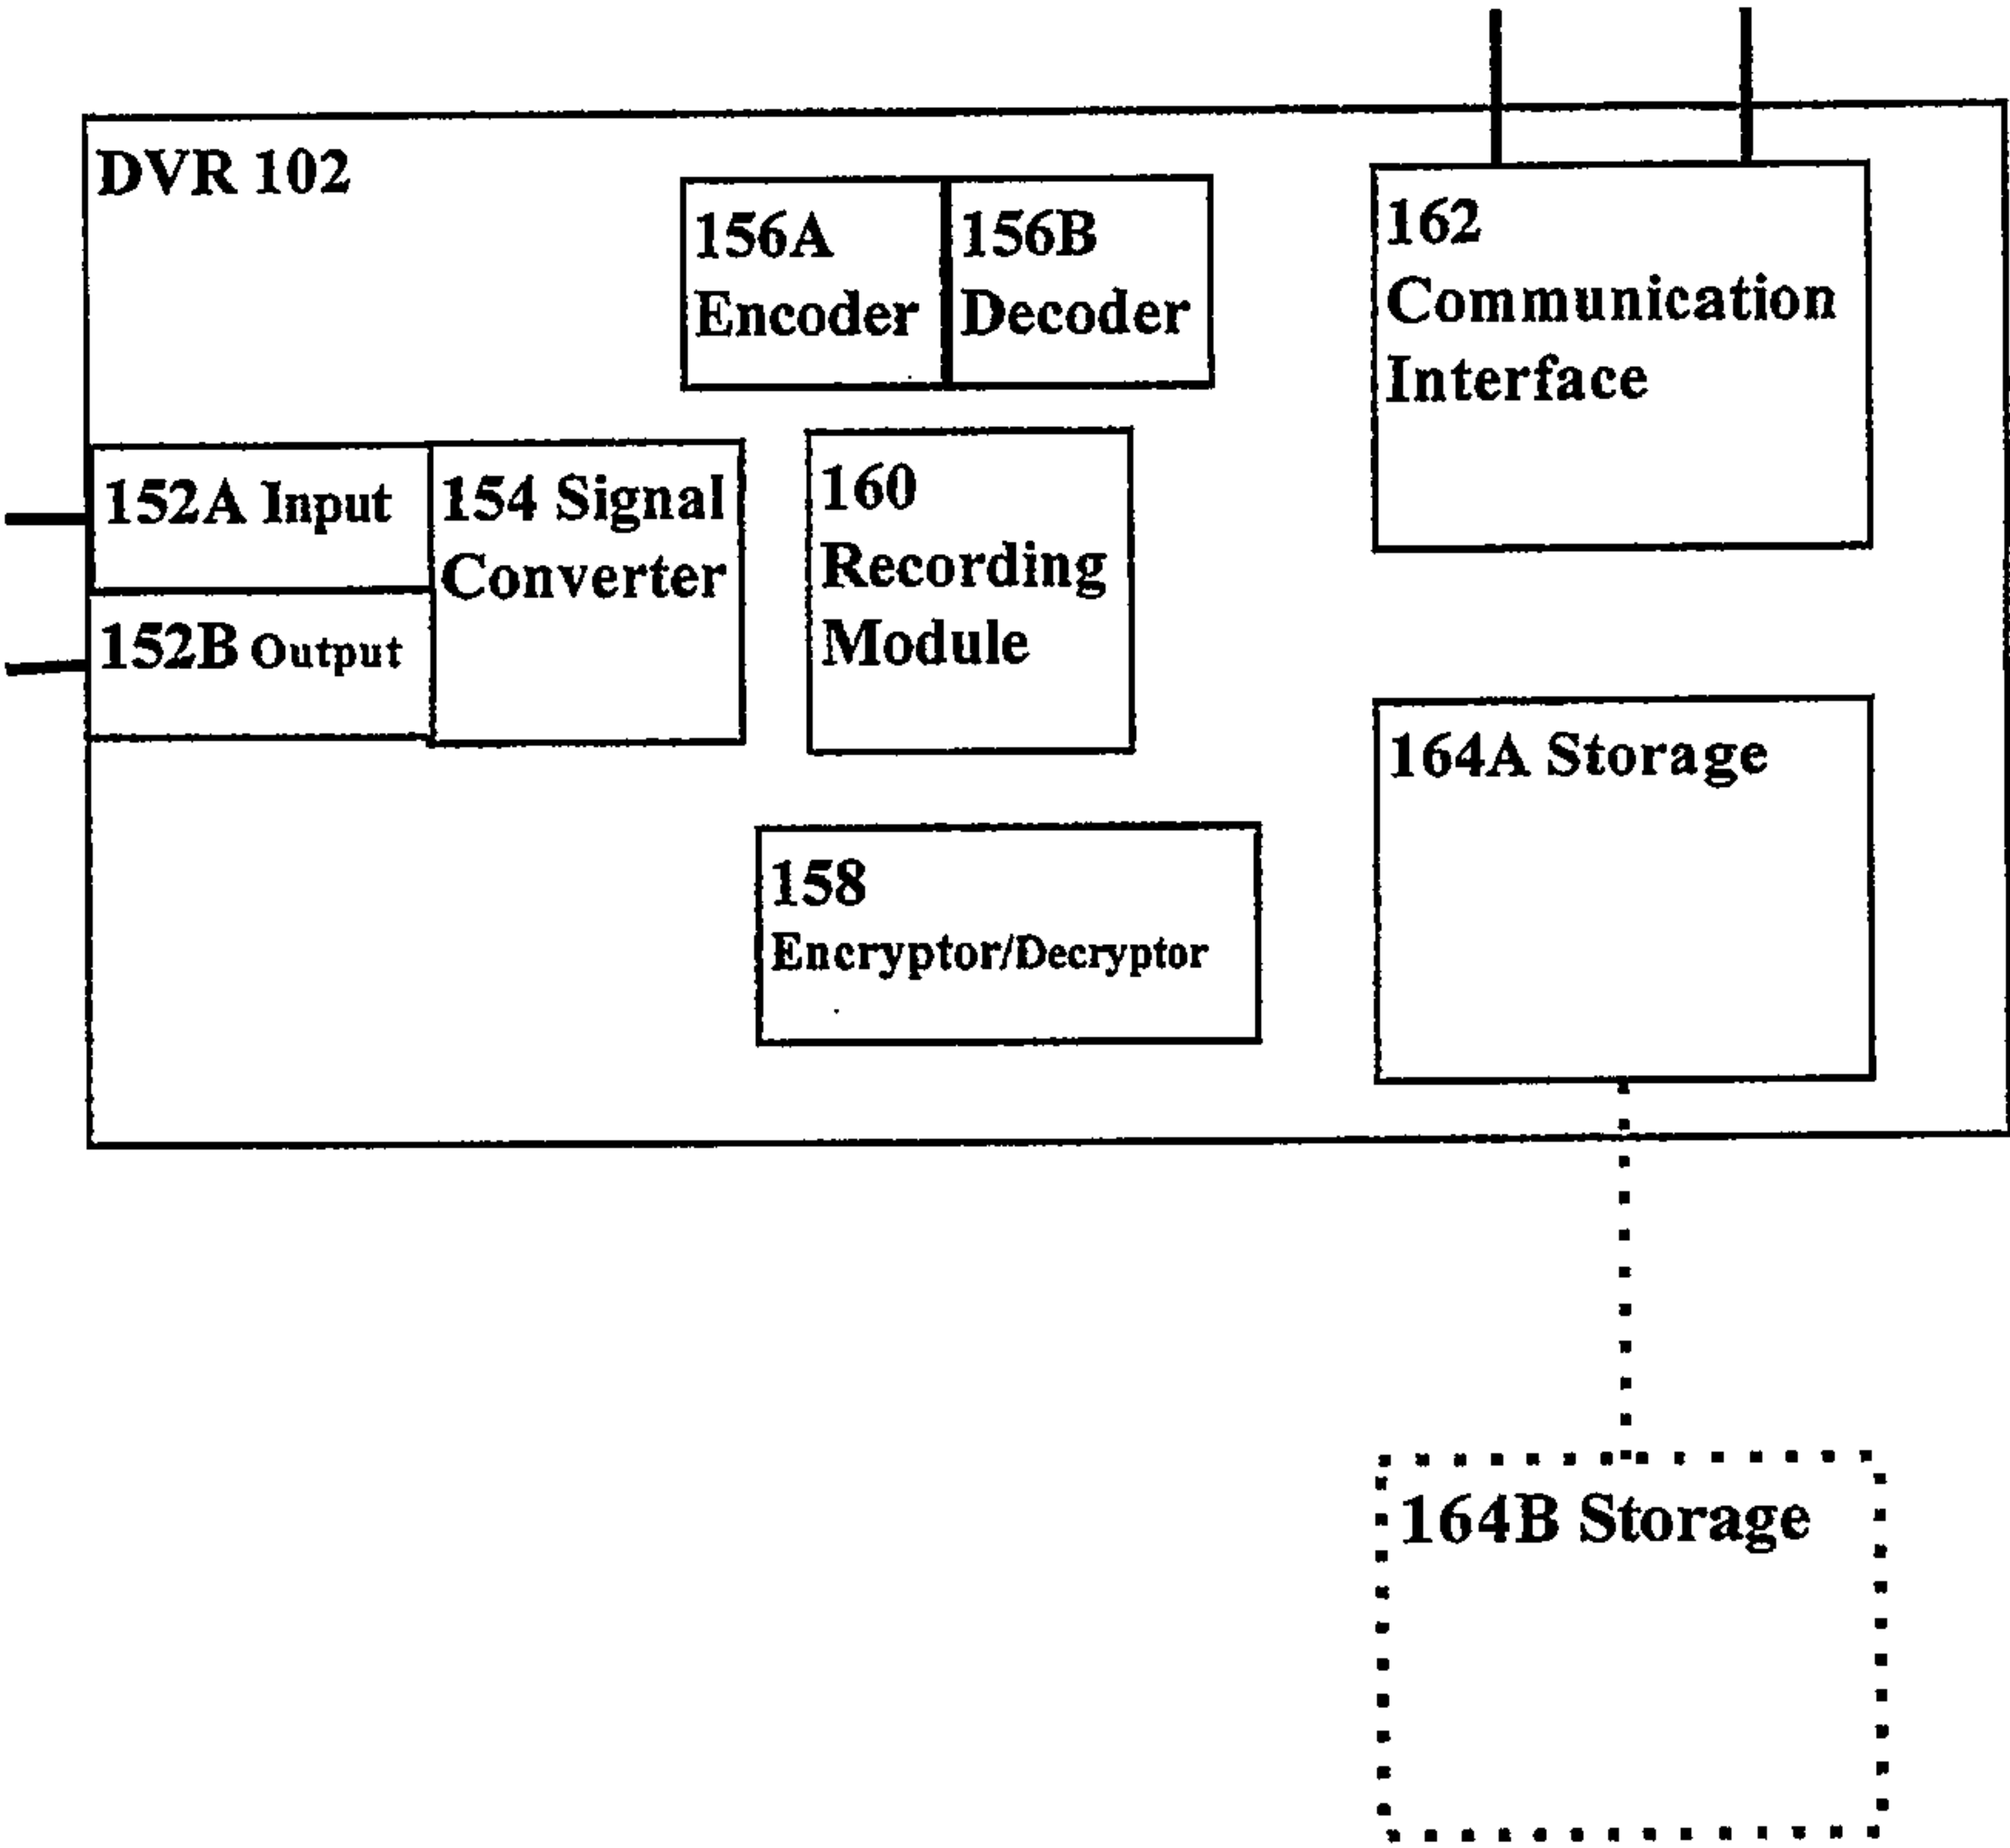 DVR 102
156A
Encoder
156B
Decoder
162
Communication
Interface
152A Input
154 Signal
Converter
152B Output
160
Recording
Module
164A Storage
158
Encryptor/Decryptor
164B Storage